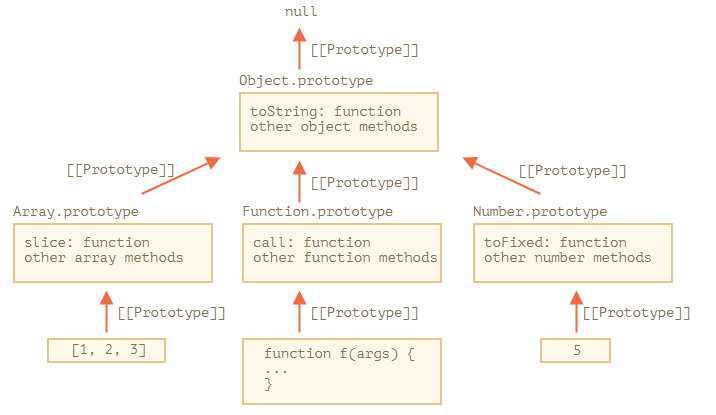 null
[[Prototype]]
Object.prototype
toString: function
other object methods
[[Prototype]]
[[Prototype]]
[[Prototype]]
Array.prototype
Function.prototype
Number.prototype
slice: function
other array methods
call: function
other function methods
toFixed: function
other number methods
[[Prototype]]
[[Prototype]]
[[Prototype]]
[1, 2, 3]
function f(args) {
...
}
5